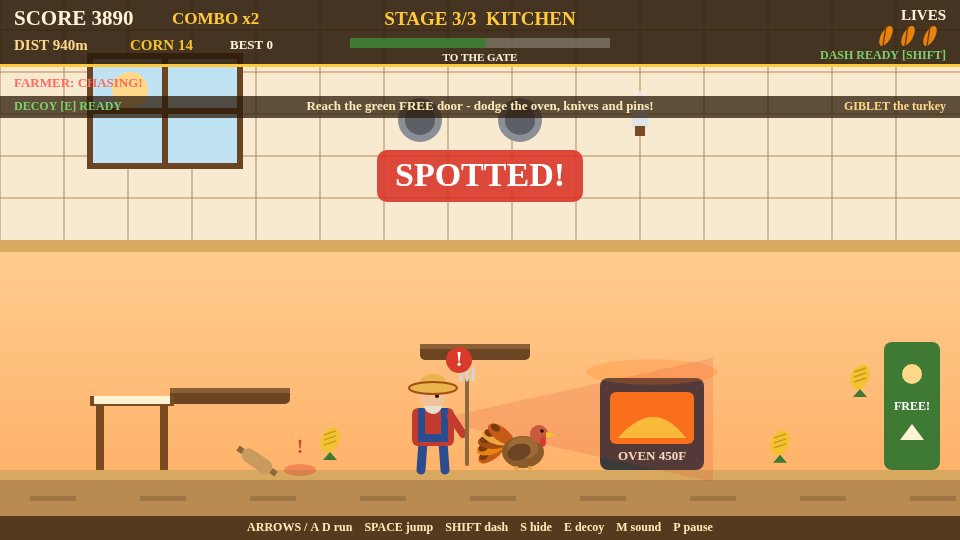 SCORE 3890 COMBO x2 STAGE 3/3 KITCHEN LIVES
DIST 940m CORN 14 BEST 0
TO THE GATE DASH READY [SHIFT]
FARMER: CHASING!
DECOY [E] READY Reach the green FREE door - dodge the oven, knives and pins! GIBLET the turkey
SPOTTED!
!
FREE!
!
OVEN 450F
ARROWS / A D run SPACE jump SHIFT dash S hide E decoy M sound P pause